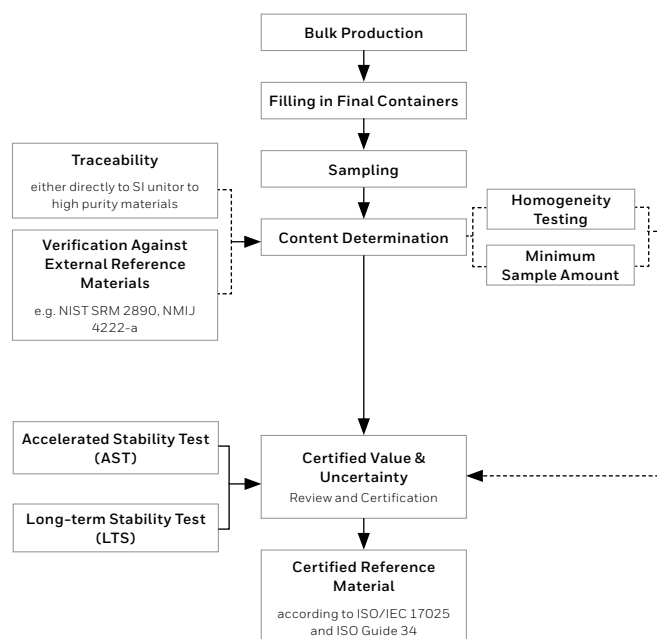 Bulk Production
Filling in Final Containers
Sampling
Traceability
either directly to SI unitor to
high purity materials
Verification Against
External Reference
Materials
e.g. NIST SRM 2890, NMIJ
4222-a
Content Determination
Homogeneity
Testing
Minimum
Sample Amount
Accelerated Stability Test
(AST)
Long-term Stability Test
(LTS)
Certified Value &
Uncertainty
Review and Certification
Certified Reference
Material
according to ISO/IEC 17025
and ISO Guide 34